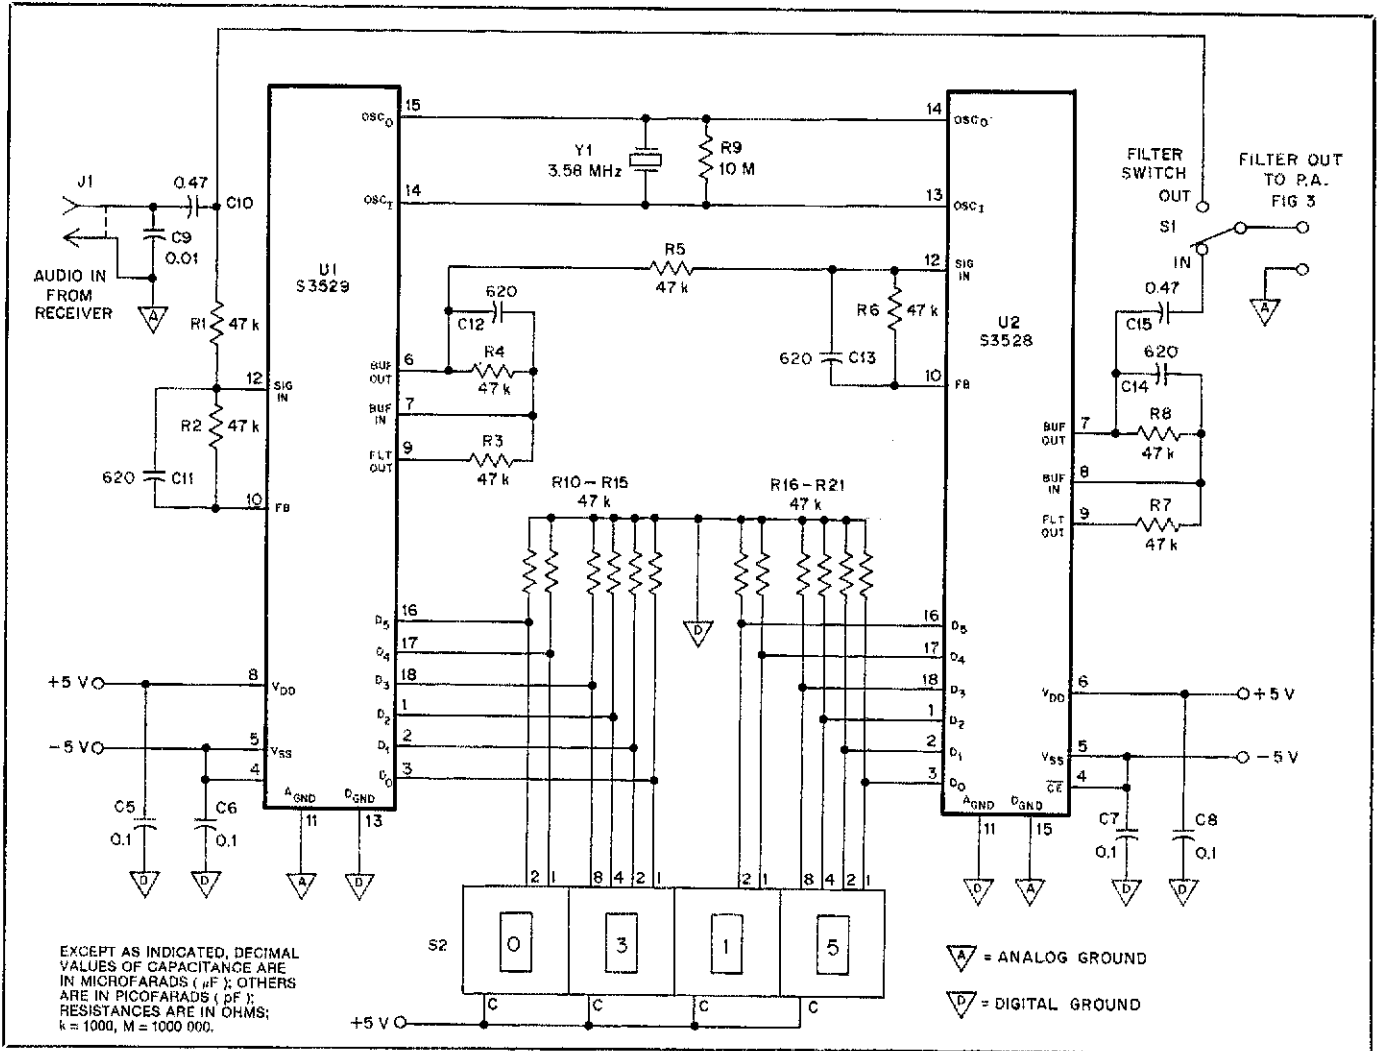 J1
0.47
C10
C9
0.01
AUDIO IN
FROM
RECEIVER
A
R1
47 k
R2
47 k
620
C11
12
SIG
IN
10
FB
U1
S3529
15
OSC0
14
OSCI
Y1
3.58 MHz
R9
10 M
14
OSC0
13
OSCI
FILTER
SWITCH
OUT
S1
IN
FILTER OUT
TO P.A.
FIG 3
A
R5
47 k
12
SIG
IN
R6
47 k
620
C13
10
FB
U2
S3528
620
C12
6
BUF
OUT
R4
47 k
7
BUF
IN
9
FLT
OUT
R3
47 k
0.47
C15
620
C14
7
BUF
OUT
R8
47 k
8
BUF
IN
9
FLT
OUT
R7
47 k
R10–R15
47 k
R16–R21
47 k
D
D5
16
D4
17
D3
18
D2
1
D1
2
D0
3
16
D5
17
D4
18
D3
1
D2
2
D1
3
D0
+5 V
8
VDD
-5 V
5
VSS
4
AGND
DGND
11
13
C5
0.1
C6
0.1
D
D
A
D
VDD
6
+5 V
VSS
5
-5 V
CE
4
AGND
DGND
11
15
C7
0.1
C8
0.1
D
A
D
D
2 1 8 4 2 1 2 1 8 4 2 1
S2
0 3 1 5
C C C C
+5 V
EXCEPT AS INDICATED, DECIMAL
VALUES OF CAPACITANCE ARE
IN MICROFARADS ( µF ); OTHERS
ARE IN PICOFARADS ( pF );
RESISTANCES ARE IN OHMS;
k = 1000, M = 1000 000.
A = ANALOG GROUND
D = DIGITAL GROUND